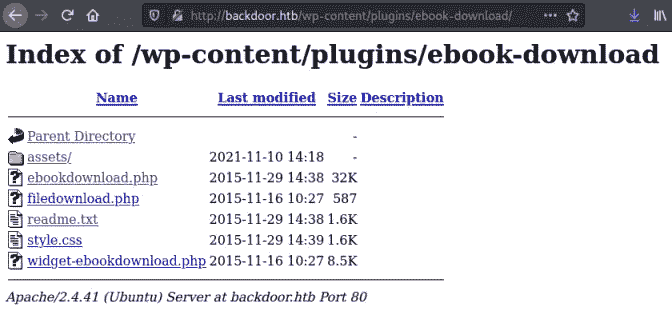 http://backdoor.htb/wp-content/plugins/ebook-download/
Index of /wp-content/plugins/ebook-download
Name Last modified Size Description
Parent Directory -
assets/ 2021-11-10 14:18 -
ebookdownload.php 2015-11-29 14:38 32K
filedownload.php 2015-11-16 10:27 587
readme.txt 2015-11-29 14:38 1.6K
style.css 2015-11-29 14:39 1.6K
widget-ebookdownload.php 2015-11-16 10:27 8.5K
Apache/2.4.41 (Ubuntu) Server at backdoor.htb Port 80